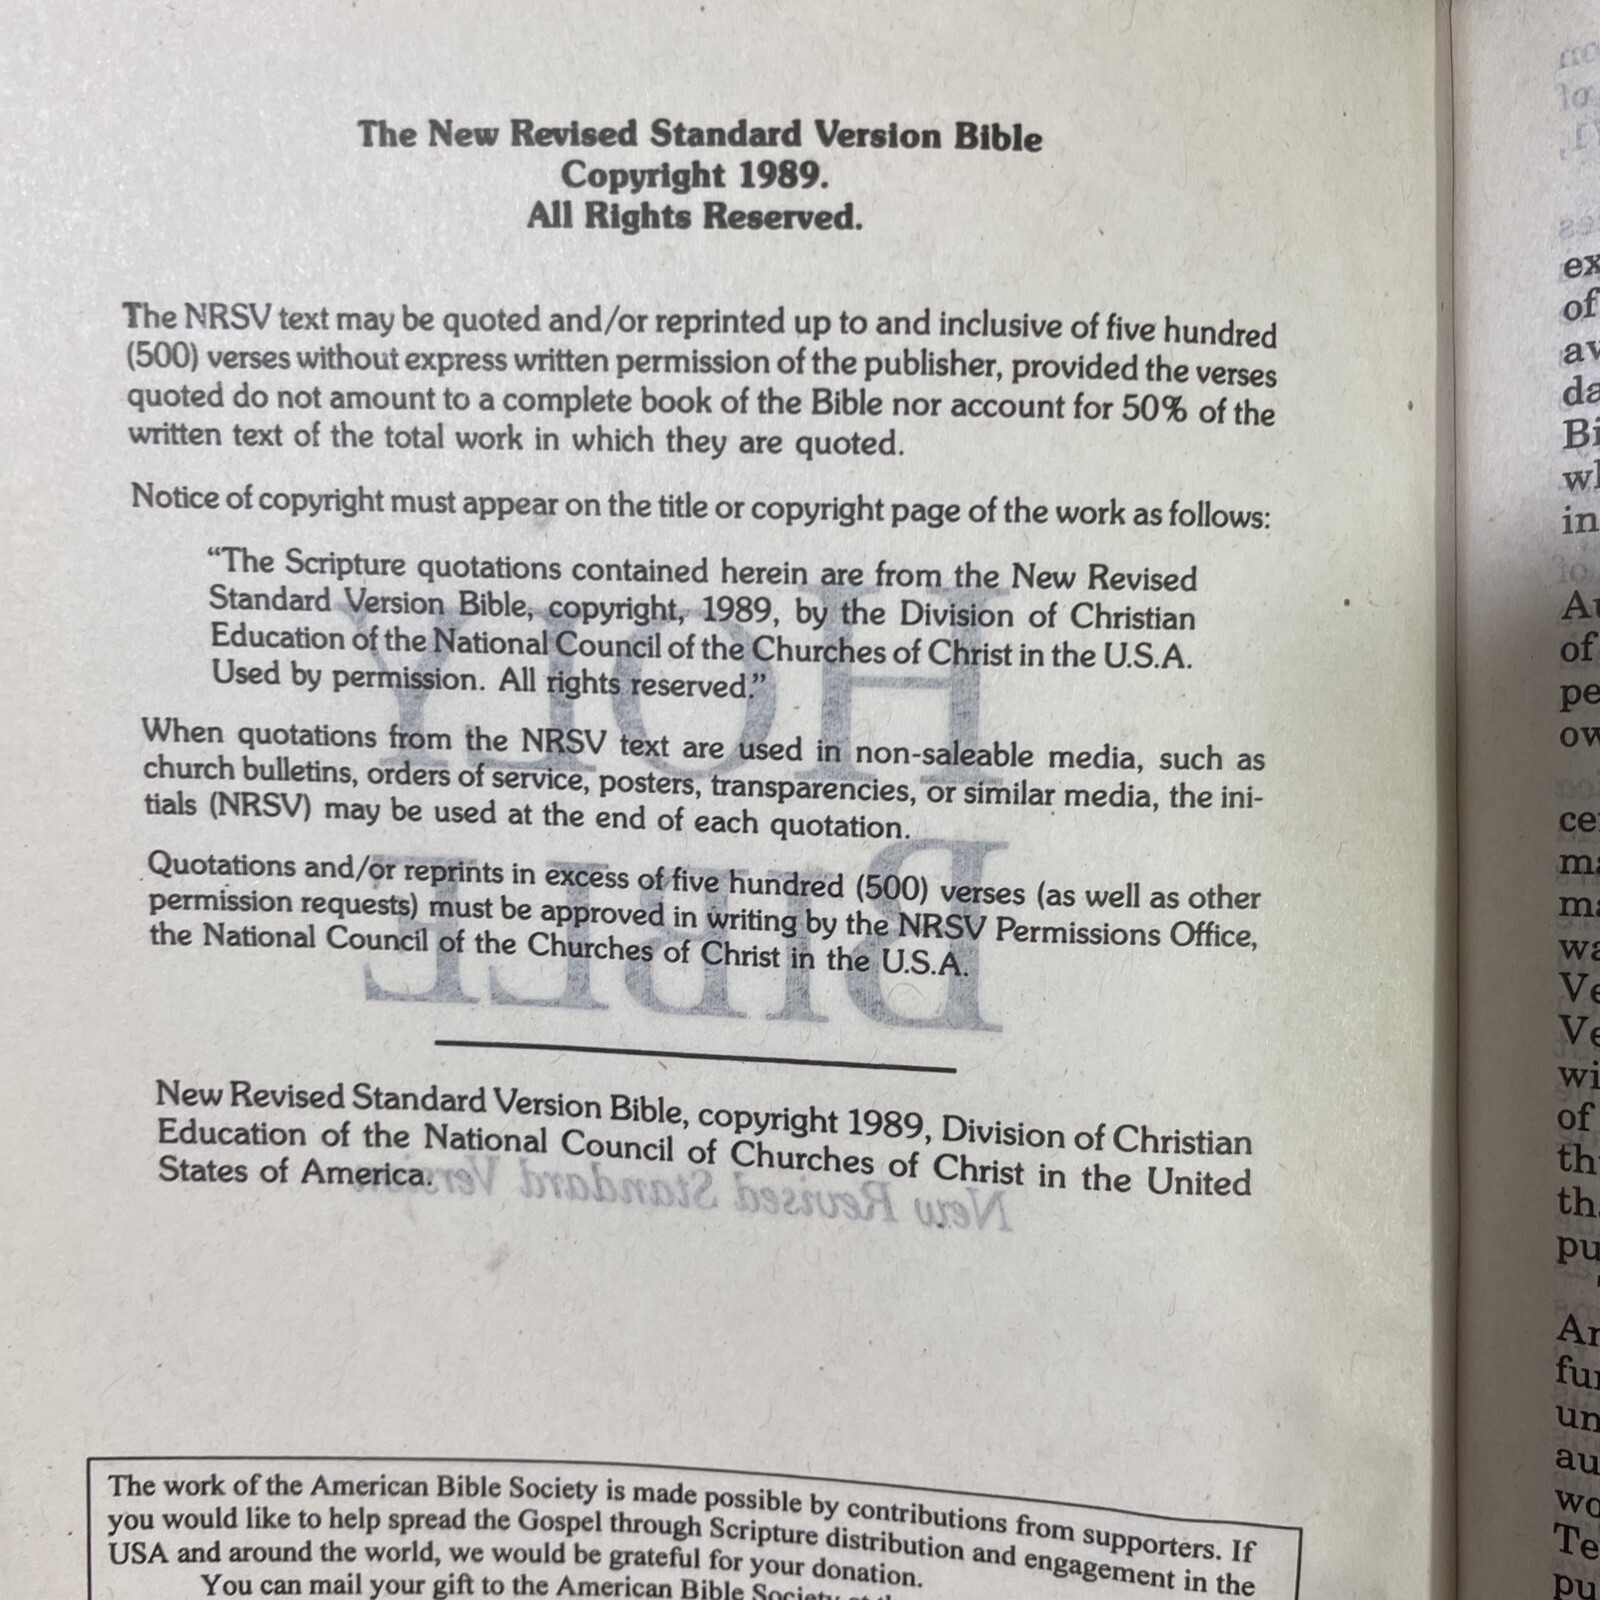 The New Revised Standard Version Bible
Copyright 1989.
All Rights Reserved.
The NRSV text may be quoted and/or reprinted up to and inclusive of five hundred
(500) verses without express written permission of the publisher, provided the verses
quoted do not amount to a complete book of the Bible nor account for 50% of the
written text of the total work in which they are quoted.
Notice of copyright must appear on the title or copyright page of the work as follows:
“The Scripture quotations contained herein are from the New Revised
Standard Version Bible, copyright, 1989, by the Division of Christian
Education of the National Council of the Churches of Christ in the U.S.A.
Used by permission. All rights reserved.”
When quotations from the NRSV text are used in non-saleable media, such as
church bulletins, orders of service, posters, transparencies, or similar media, the ini-
tials (NRSV) may be used at the end of each quotation.
Quotations and/or reprints in excess of five hundred (500) verses (as well as other
permission requests) must be approved in writing by the NRSV Permissions Office,
the National Council of the Churches of Christ in the U.S.A.
HOLY
BIBLE
New Revised Standard Version Bible, copyright 1989, Division of Christian
Education of the National Council of Churches of Christ in the United
States of America.
New Revised Standard Version
The work of the American Bible Society is made possible by contributions from supporters. If
you would like to help spread the Gospel through Scripture distribution and engagement in the
USA and around the world, we would be grateful for your donation.
You can mail your gift to the American Bible Society at
ex
of
av
da
Bi
wh
in
Au
of
pe
ow
ce
ma
ma
wa
Ve
Ve
wi
of
th
tha
pu
Ar
fu
un
au
wo
Te
pu